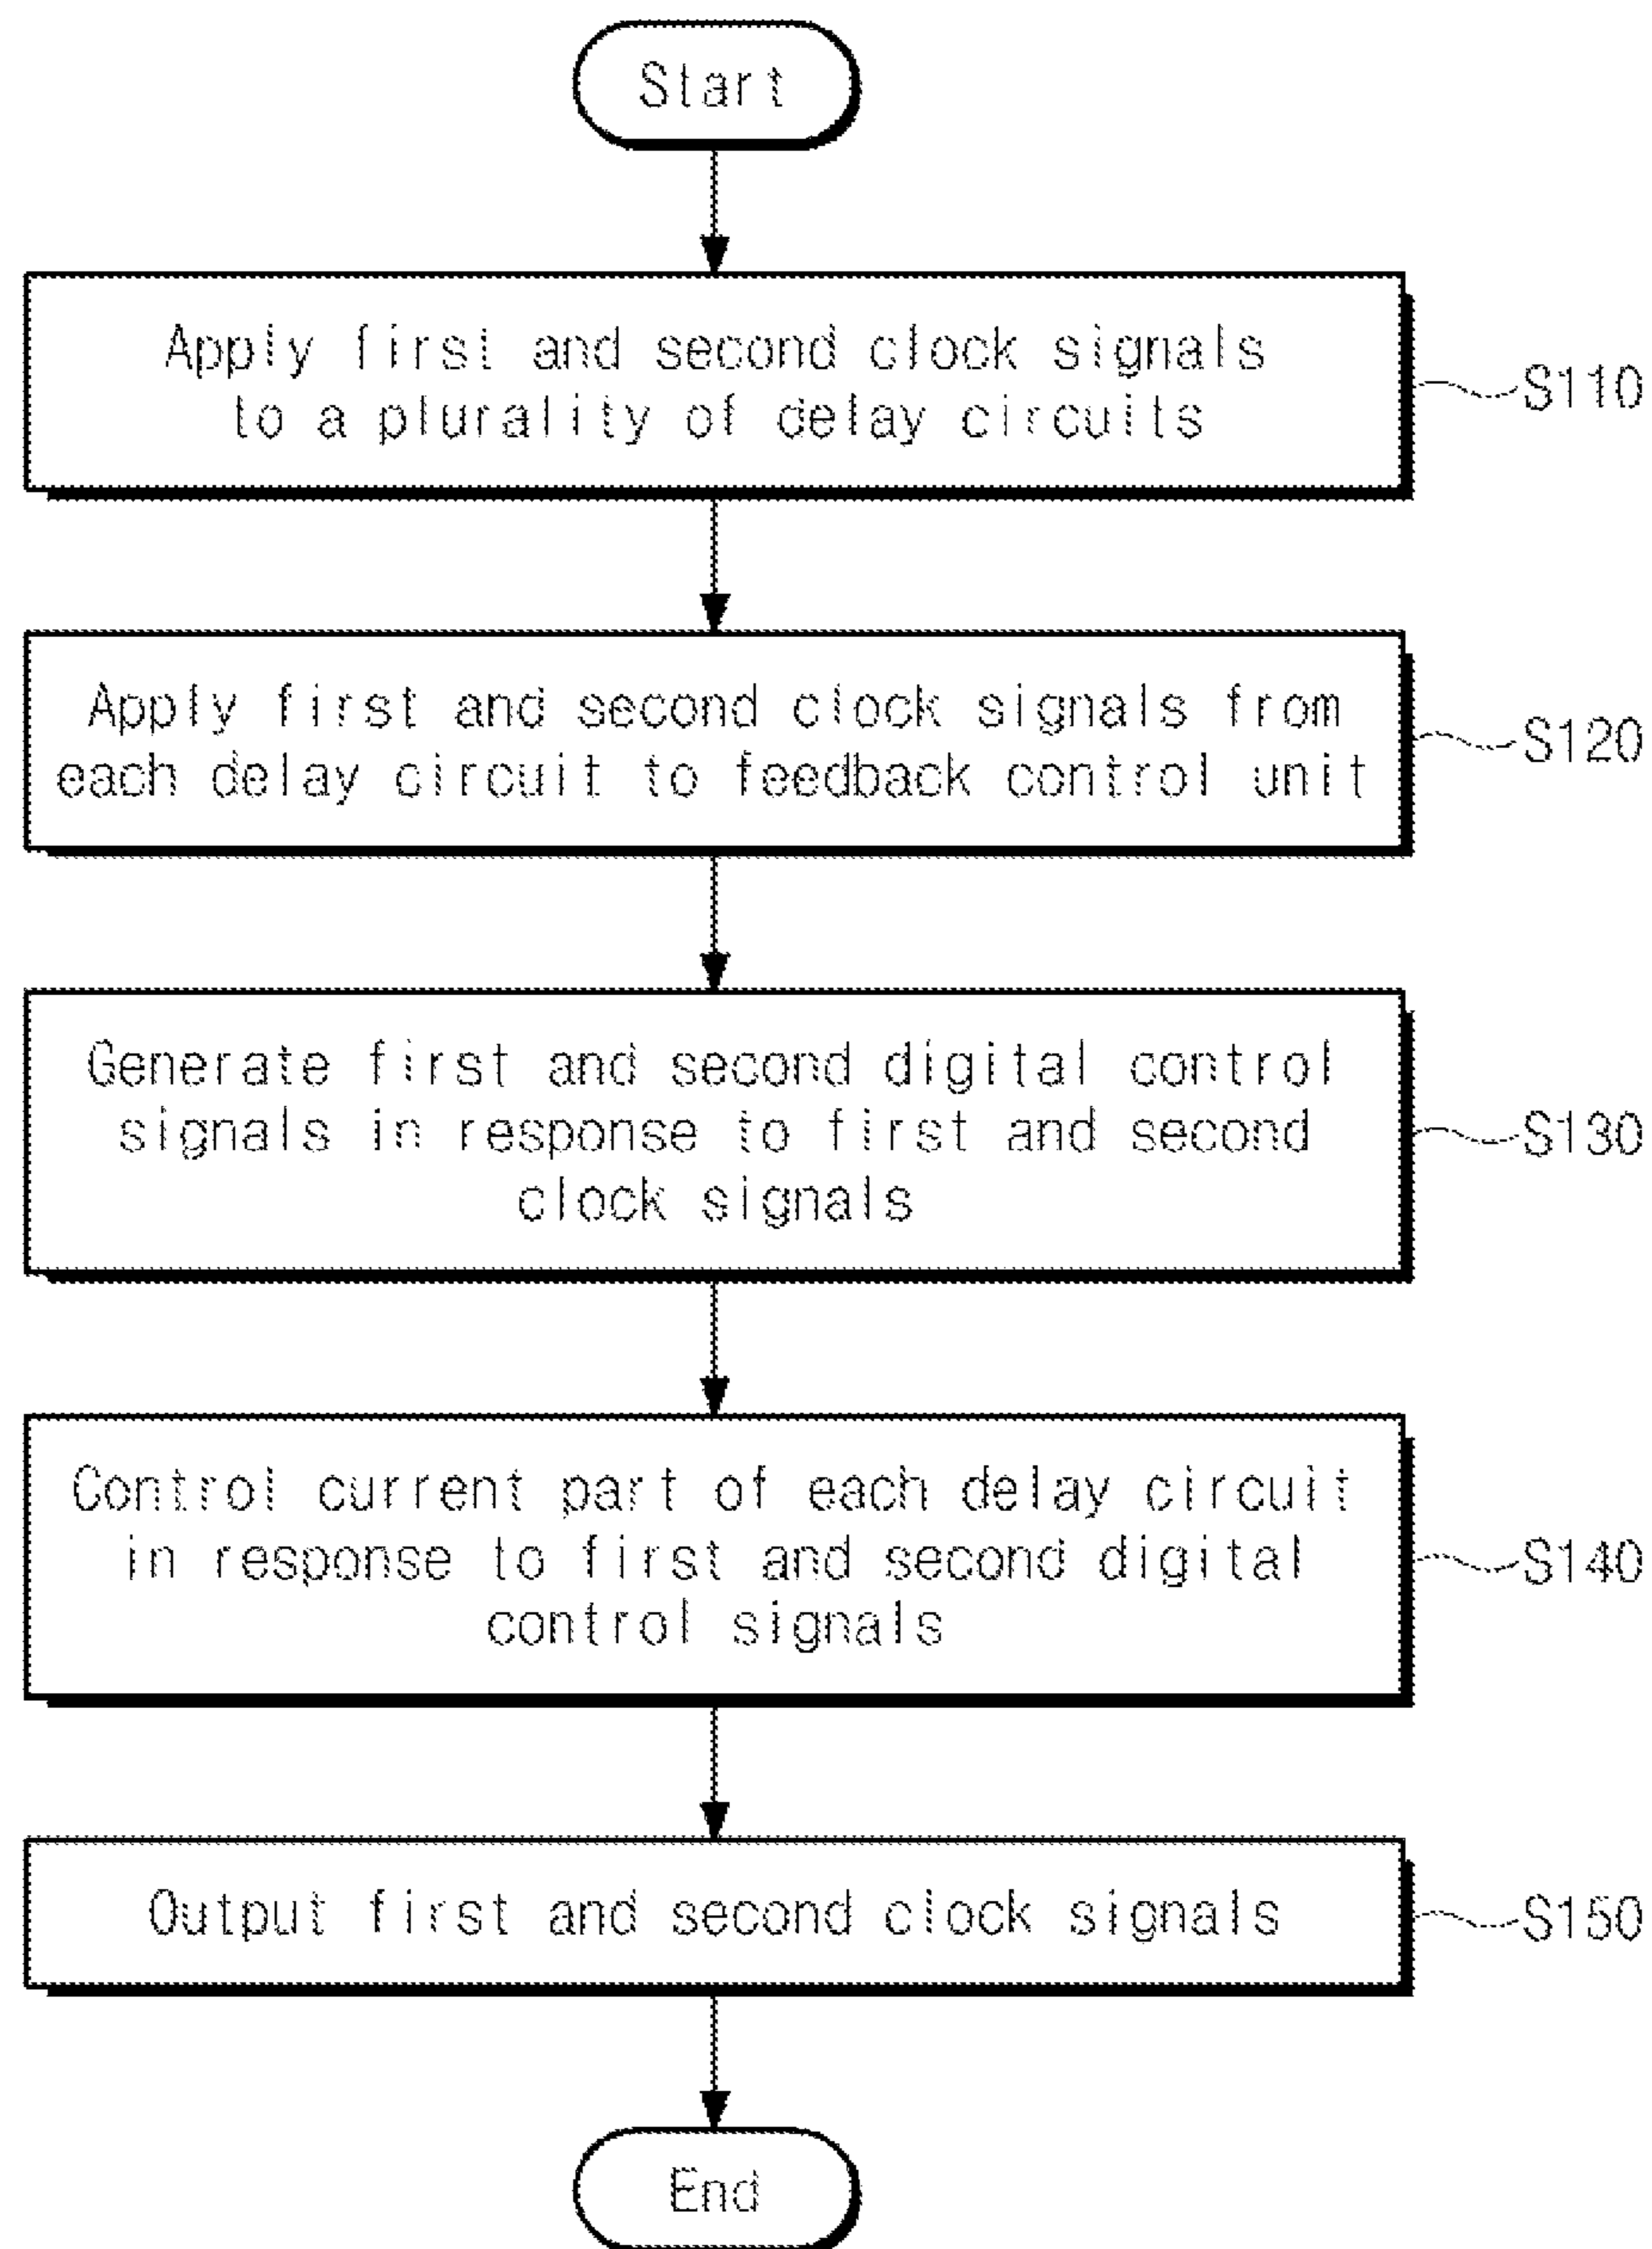 Start
Apply first and second clock signals
to a plurality of delay circuits
S110
Apply first and second clock signals from
each delay circuit to feedback control unit
S120
Generate first and second digital control
signals in response to first and second
clock signals
S130
Control current part of each delay circuit
in response to first and second digital
control signals
S140
Output first and second clock signals
S150
End